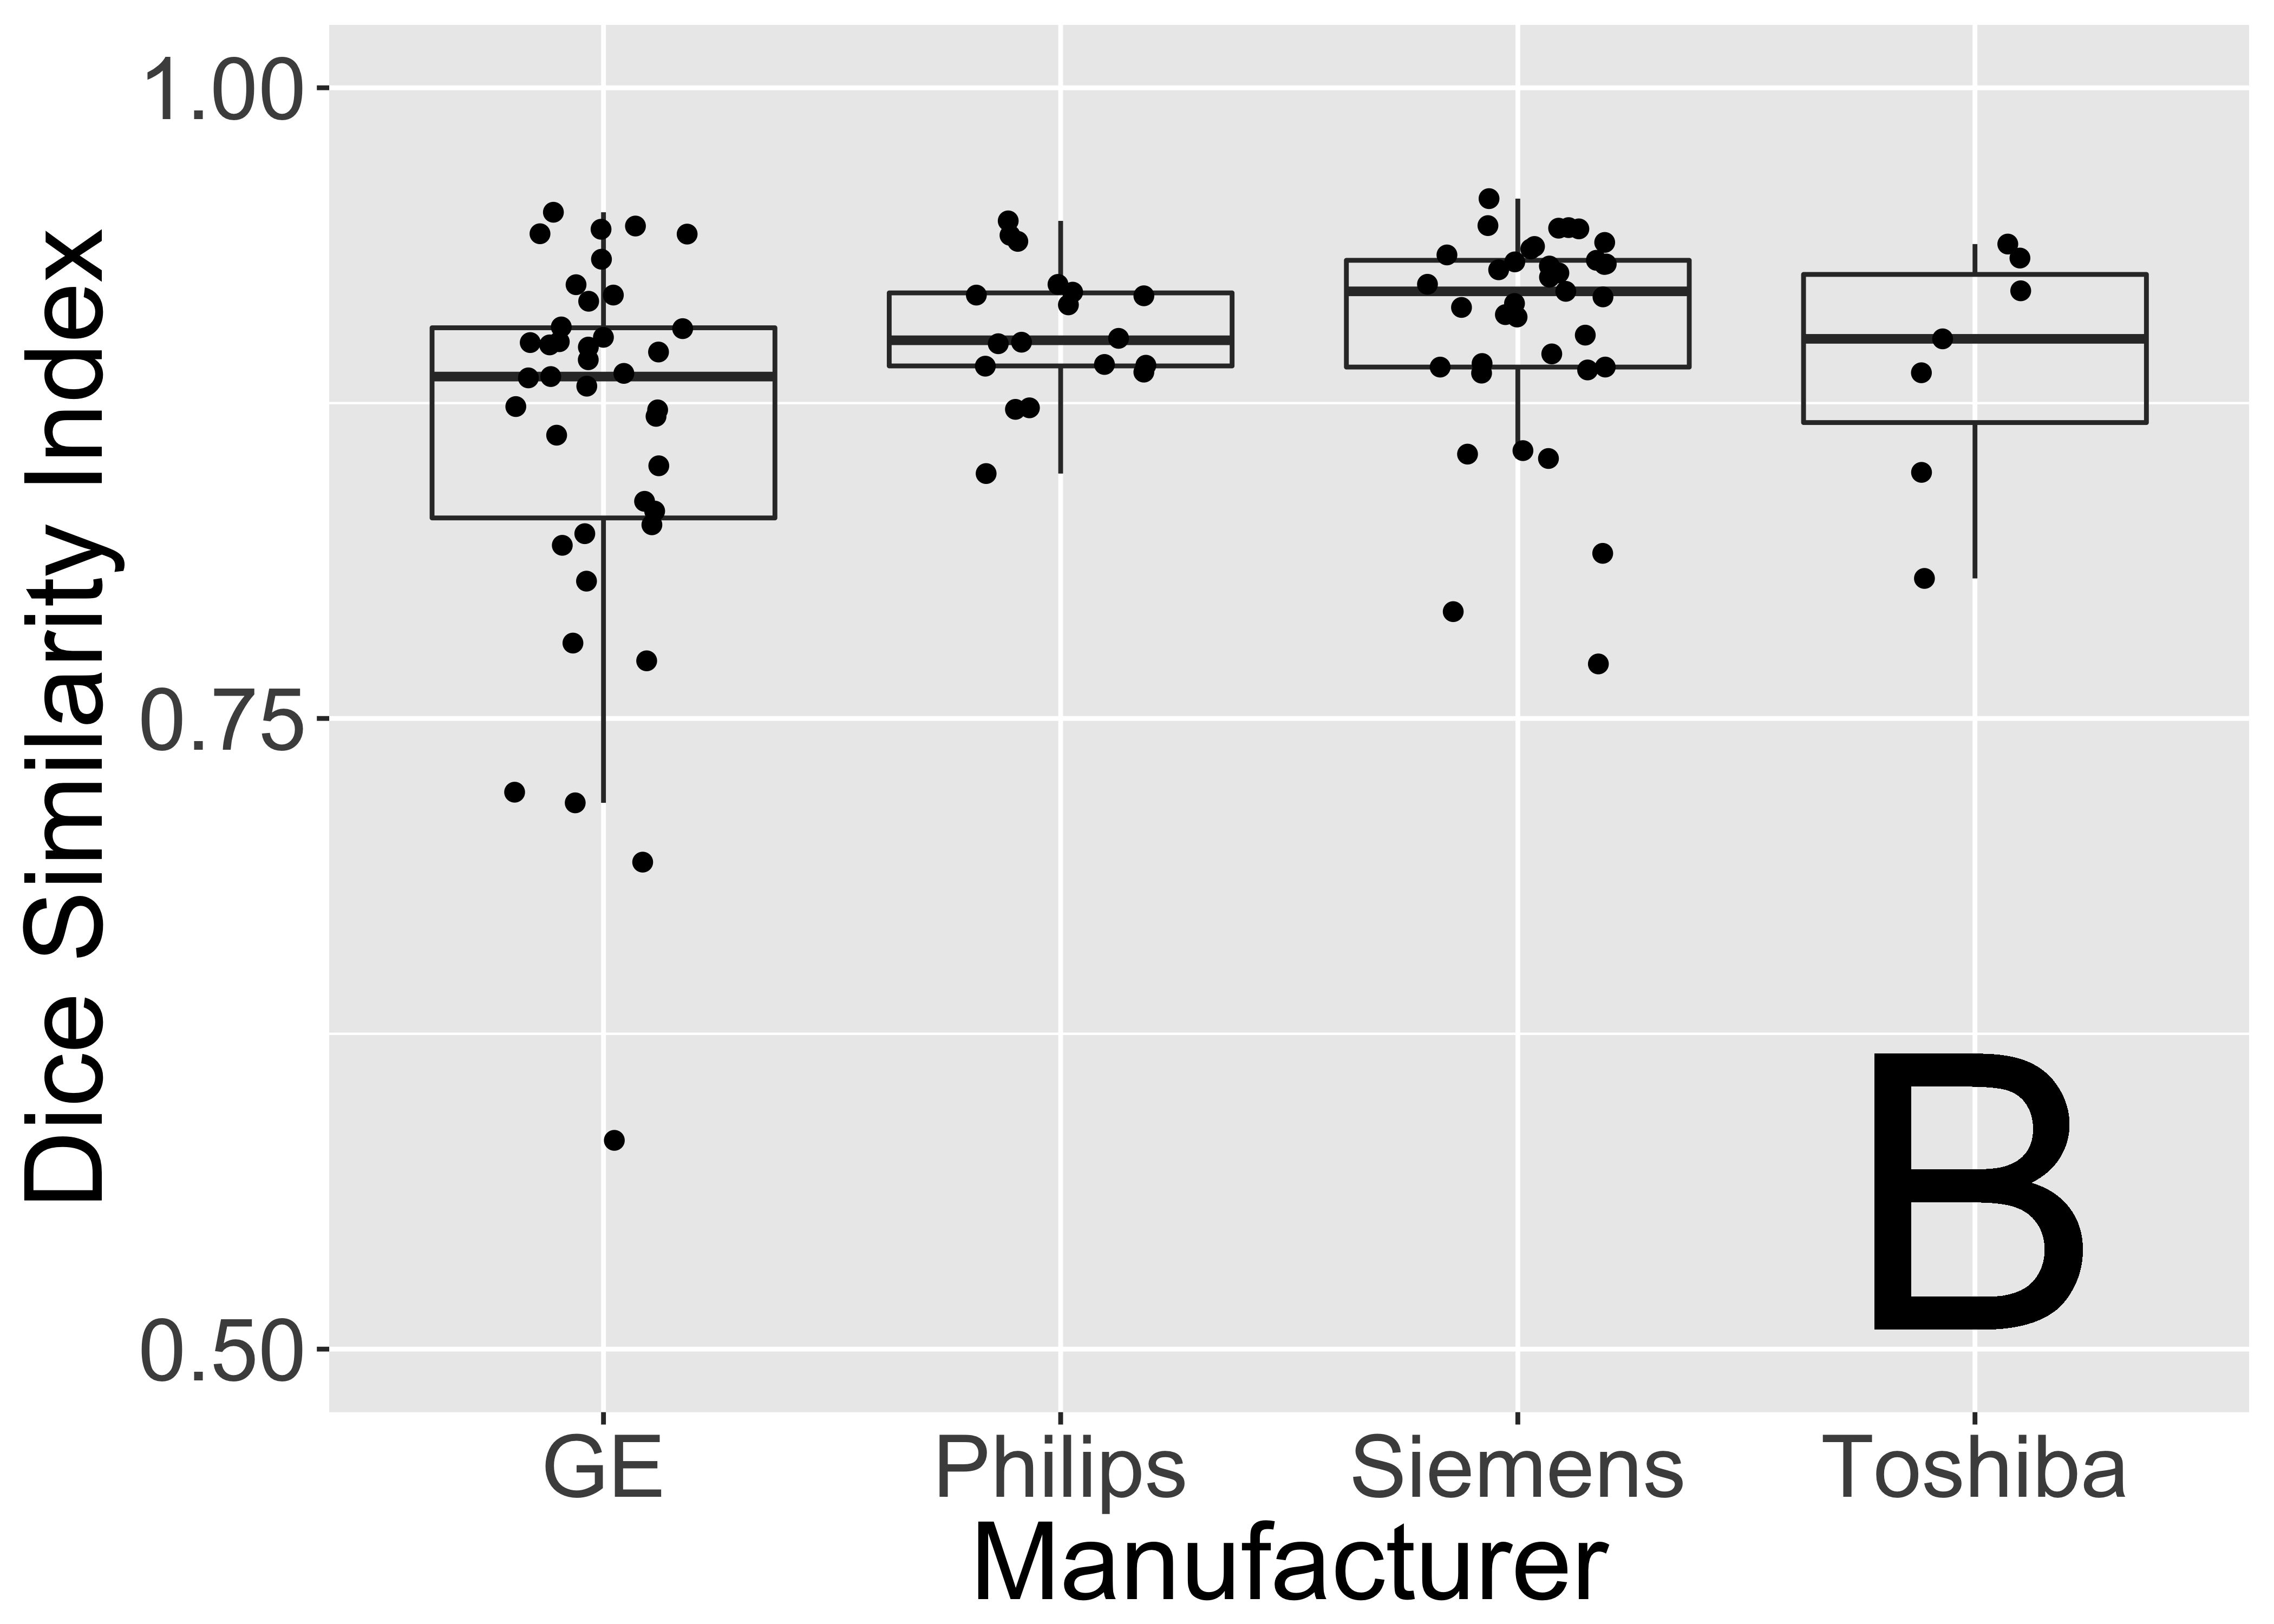 Dice Similarity Index
1.00
0.75
0.50
B
GE Philips Siemens Toshiba
Manufacturer